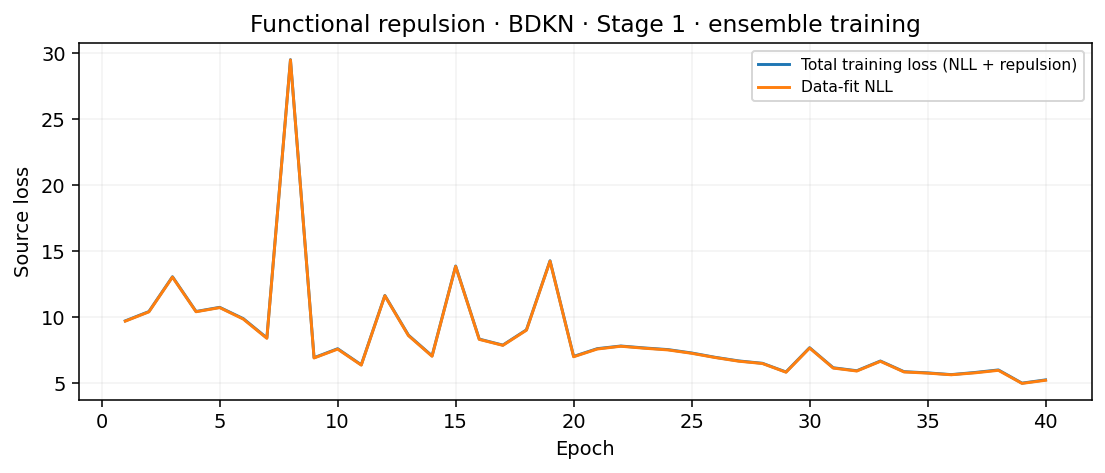 Functional repulsion · BDKN · Stage 1 · ensemble training
Total training loss (NLL + repulsion)
Data-fit NLL
Source loss
30
25
20
15
10
5
0 5 10 15 20 25 30 35 40
Epoch